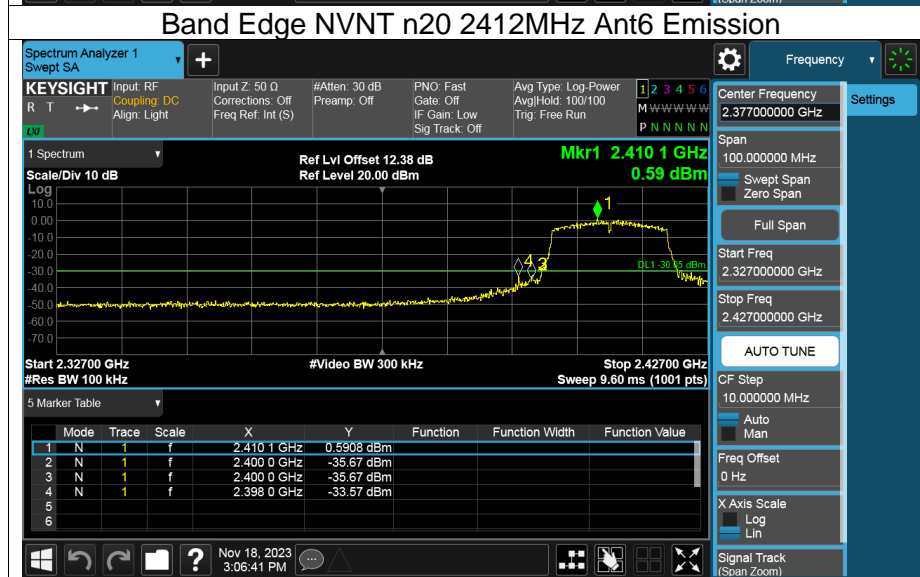 (Span Zoom)
Band Edge NVNT n20 2412MHz Ant6 Emission
Spectrum Analyzer 1
Swept SA
+
Frequency
KEYSIGHT
R T
LXI
Input: RF
Coupling: DC
Align: Light
Input Z: 50 Ω
Corrections: Off
Freq Ref: Int (S)
#Atten: 30 dB
Preamp: Off
PNO: Fast
Gate: Off
IF Gain: Low
Sig Track: Off
Avg Type: Log-Power
Avg|Hold: 100/100
Trig: Free Run
1 2 3 4 5 6
M W W W W W
P N N N N N
Center Frequency
2.377000000 GHz
Settings
Span
100.000000 MHz
Swept Span
Zero Span
Full Span
Start Freq
2.327000000 GHz
Stop Freq
2.427000000 GHz
AUTO TUNE
CF Step
10.000000 MHz
Auto
Man
Freq Offset
0 Hz
X Axis Scale
Log
Lin
Signal Track
(Span Zoom)
1 Spectrum
Scale/Div 10 dB
Ref Lvl Offset 12.38 dB
Ref Level 20.00 dBm
Mkr1 2.410 1 GHz
0.59 dBm
Log
10.0
0.00
-10.0
-20.0
-30.0
-40.0
-50.0
-60.0
-70.0
1
4 3
DL1 -30.05 dBm
Start 2.32700 GHz
#Res BW 100 kHz
#Video BW 300 kHz
Stop 2.42700 GHz
Sweep 9.60 ms (1001 pts)
5 Marker Table
Mode Trace Scale X Y Function Function Width Function Value
1 N 1 f 2.410 1 GHz 0.5908 dBm
2 N 1 f 2.400 0 GHz -35.67 dBm
3 N 1 f 2.400 0 GHz -35.67 dBm
4 N 1 f 2.398 0 GHz -33.57 dBm
5
6
?
Nov 18, 2023
3:06:41 PM